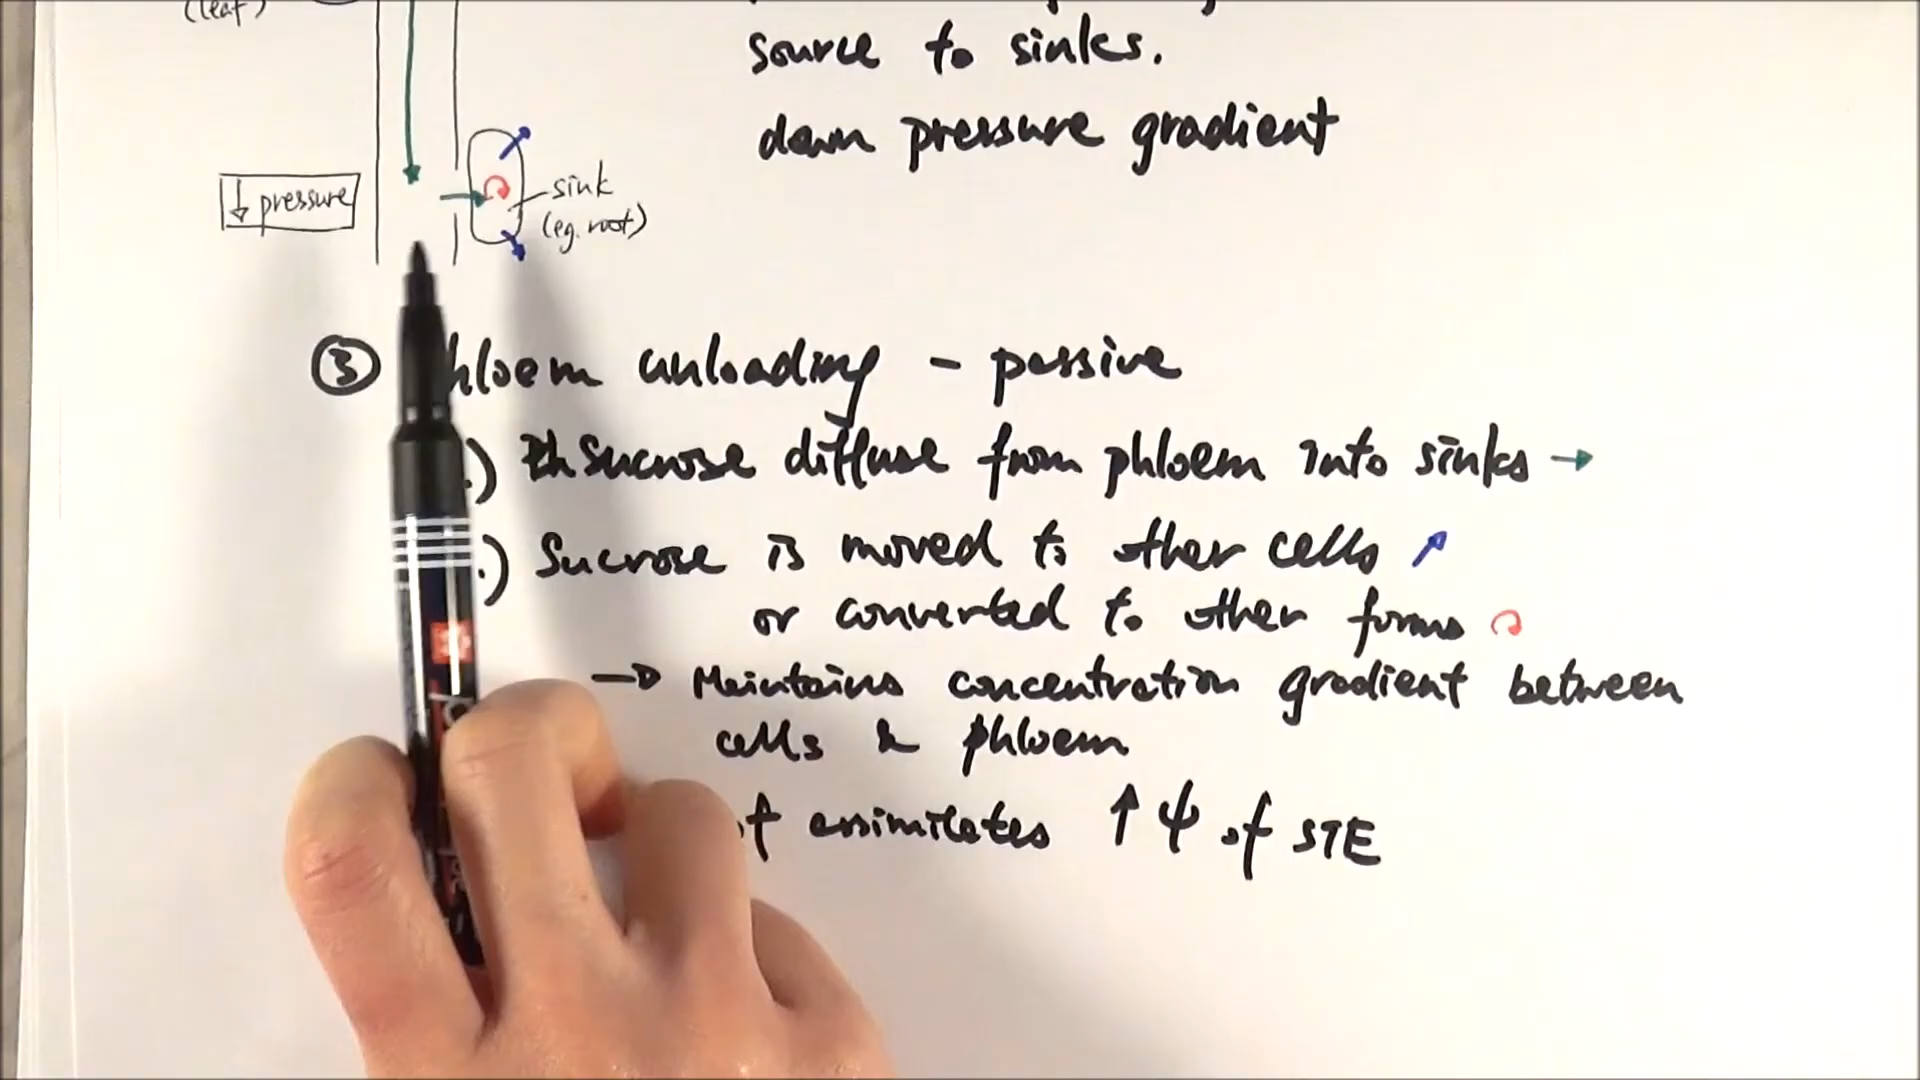 (leaf)
source to sinks.
down pressure gradient
↓ pressure
sink
(eg. root)
③ hloem unloading - passive
.) Sucrose diffuse from phloem into sinks →
.) Sucrose is moved to other cells ↗
or converted to other forms
→ Maintains concentration gradient between
cells & phloem
of assimilates ↑ Ψ of STE